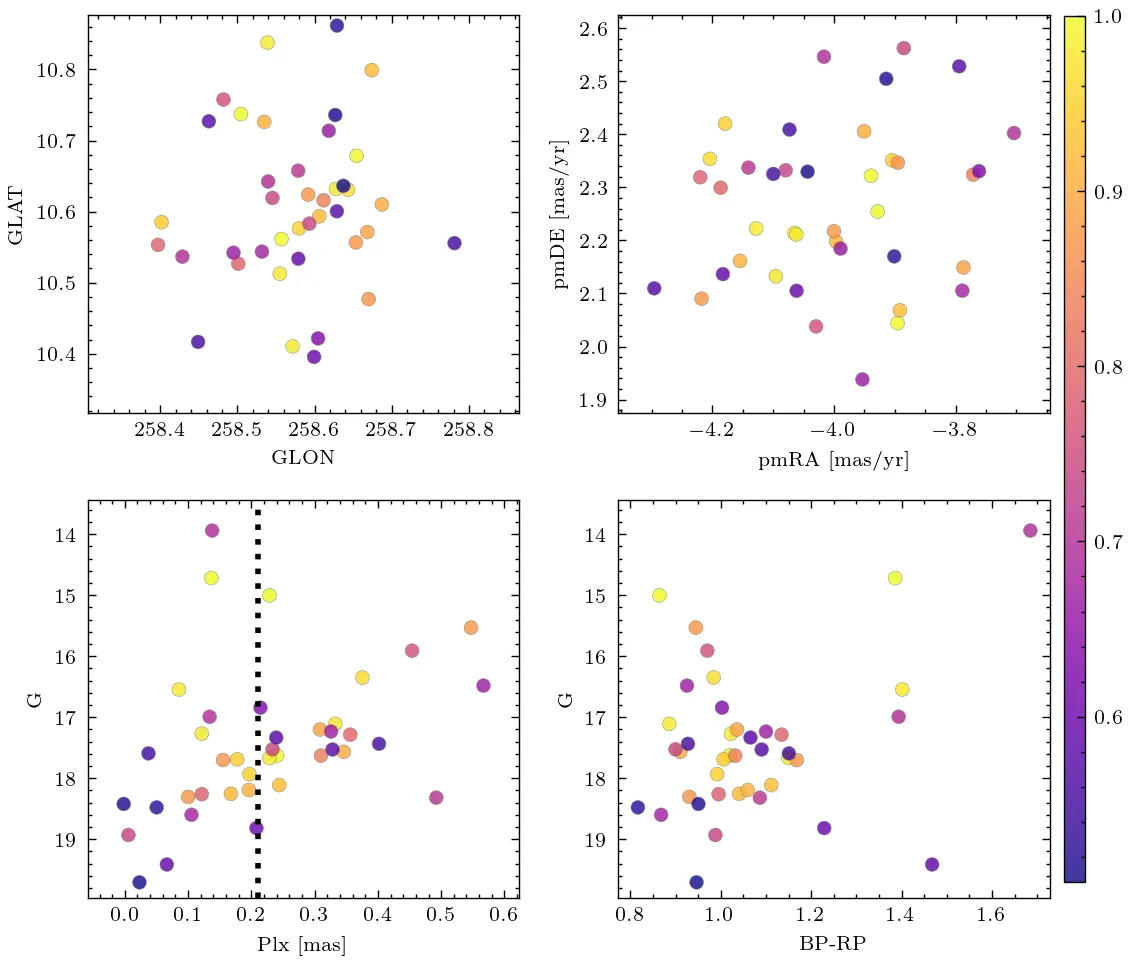 10.8
10.7
10.6
10.5
10.4
GLAT
258.4 258.5 258.6 258.7 258.8
GLON
2.6
2.5
2.4
2.3
2.2
2.1
2.0
1.9
pmDE [mas/yr]
−4.2 −4.0 −3.8
pmRA [mas/yr]
1.0
0.9
0.8
0.7
0.6
14
15
16
17
18
19
G
0.0 0.1 0.2 0.3 0.4 0.5 0.6
Plx [mas]
14
15
16
17
18
19
G
0.8 1.0 1.2 1.4 1.6
BP-RP